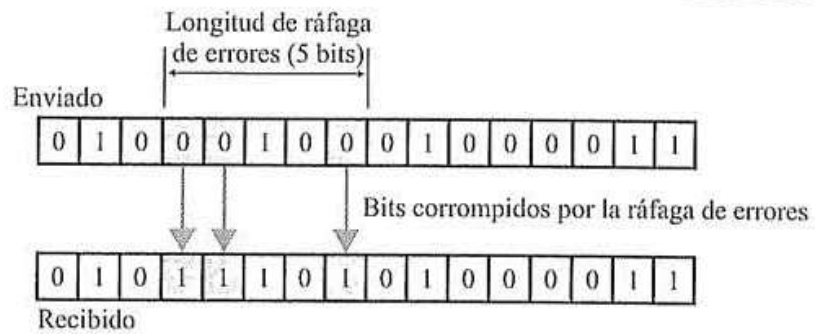 Longitud de ráfaga
de errores (5 bits)
Enviado
0 1 0 0 0 1 0 0 0 1 0 0 0 0 1 1
Bits corrompidos por la ráfaga de errores
0 1 0 1 1 1 0 1 0 1 0 0 0 0 1 1
Recibido